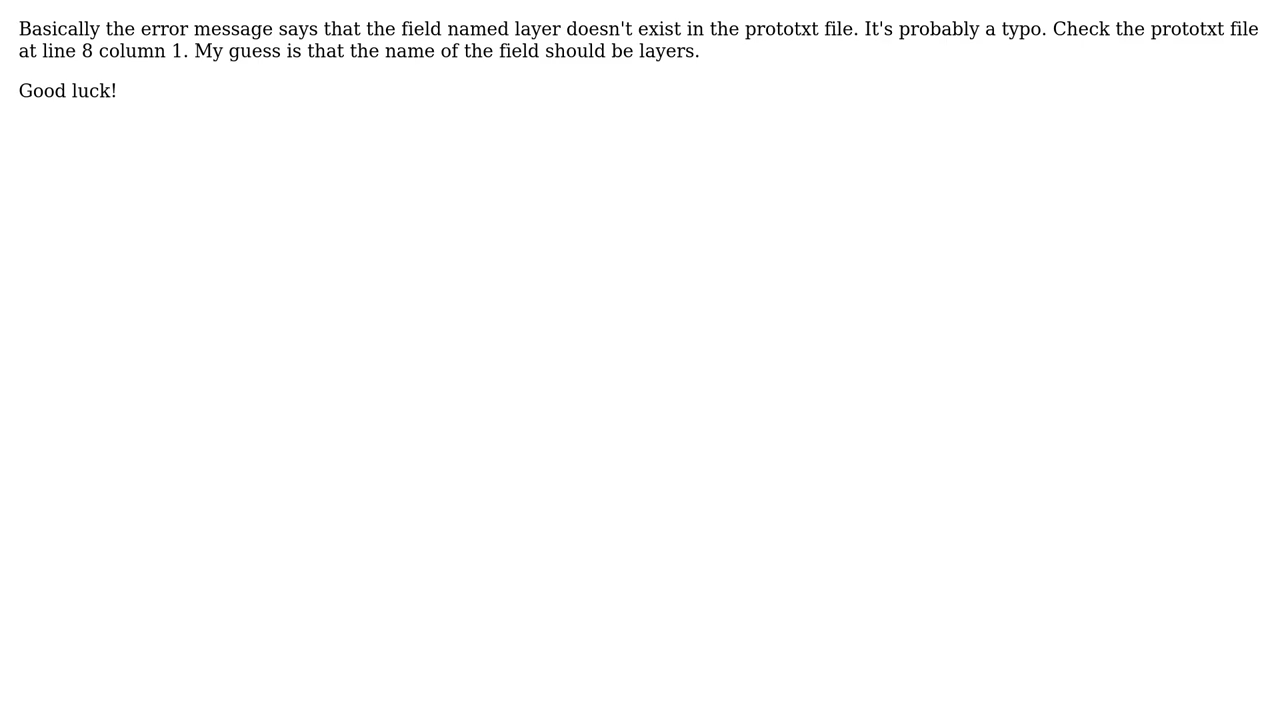 Basically the error message says that the field named layer doesn't exist in the prototxt file. It's probably a typo. Check the prototxt file
at line 8 column 1. My guess is that the name of the field should be layers.
Good luck!